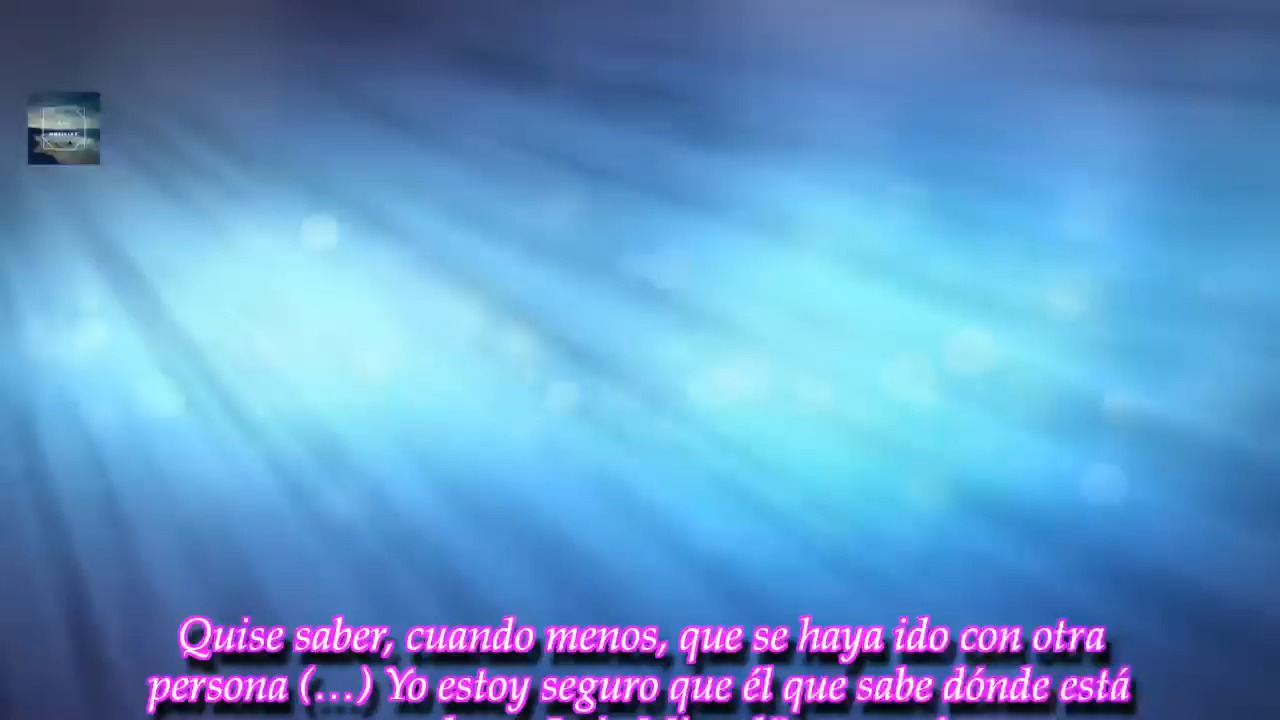 Quise saber, cuando menos, que se haya ido con otra
persona (...) Yo estoy seguro que él que sabe dónde está